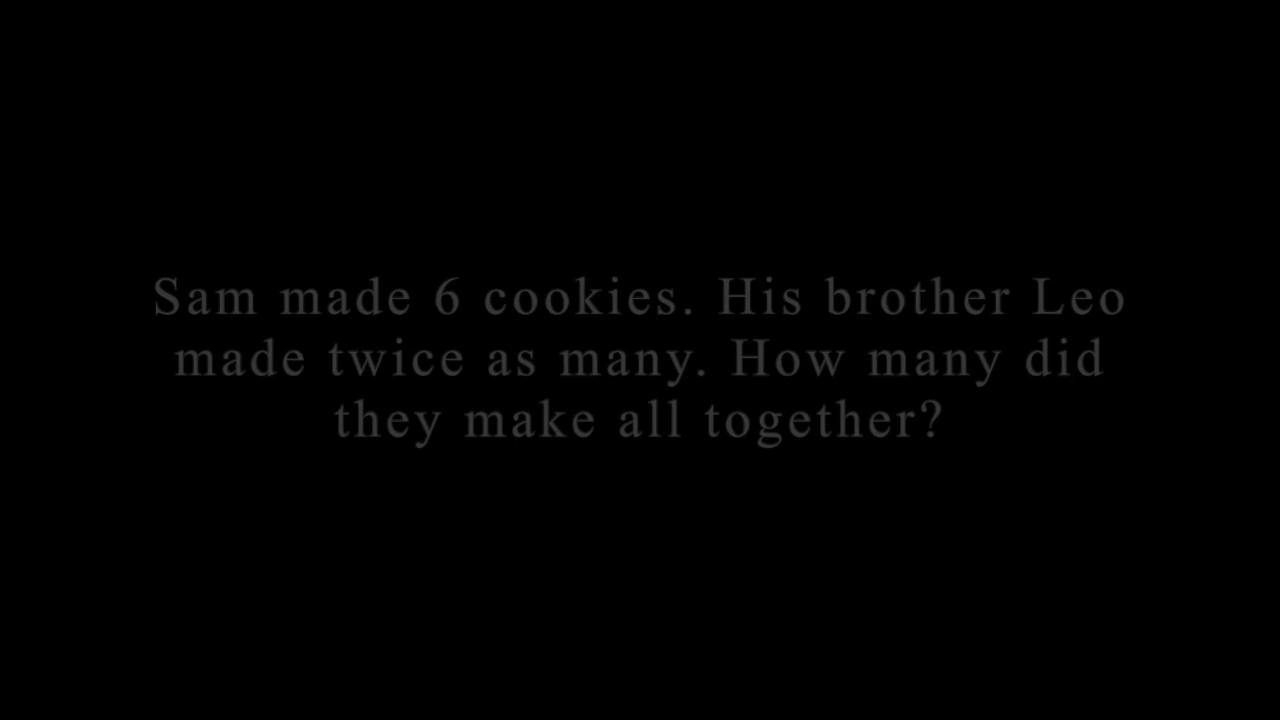 Sam made 6 cookies. His brother Leo
made twice as many. How many did
they make all together?